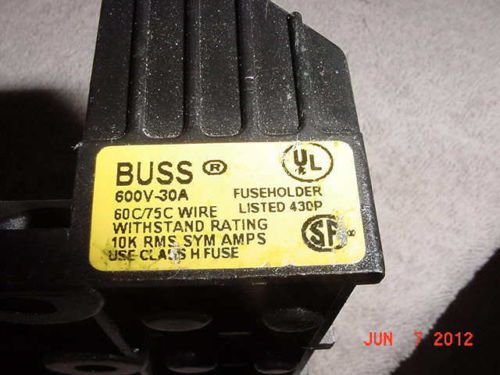 BUSS ®
UL
600V-30A FUSEHOLDER
60C/75C WIRE LISTED 430P
WITHSTAND RATING
10K RMS SYM AMPS
USE CLASS H FUSE
®
JUN 7 2012